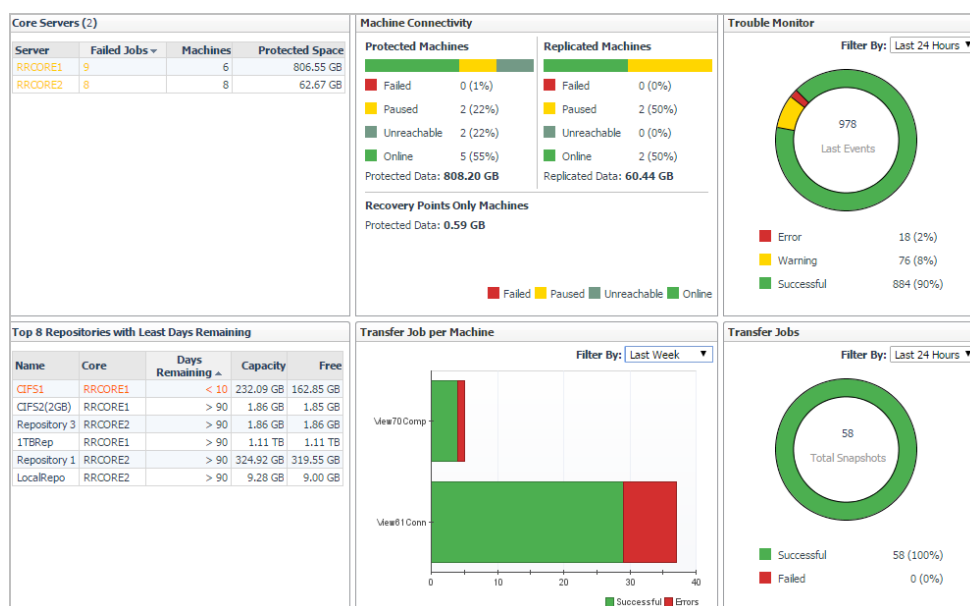 Core Servers (2)
Server Failed Jobs Machines Protected Space
RRCORE1 9 6 806.55 GB
RRCORE2 8 8 62.67 GB
Machine Connectivity
Protected Machines
Failed 0 (1%)
Paused 2 (22%)
Unreachable 2 (22%)
Online 5 (55%)
Protected Data: 808.20 GB
Replicated Machines
Failed 0 (0%)
Paused 2 (50%)
Unreachable 0 (0%)
Online 2 (50%)
Replicated Data: 60.44 GB
Recovery Points Only Machines
Protected Data: 0.59 GB
Failed Paused Unreachable Online
Trouble Monitor
Filter By: Last 24 Hours
978
Last Events
Error 18 (2%)
Warning 76 (8%)
Successful 884 (90%)
Top 8 Repositories with Least Days Remaining
Name Core Days Remaining Capacity Free
CIFS1 RRCORE1 < 10 232.09 GB 162.85 GB
CIFS2(2GB) RRCORE1 > 90 1.86 GB 1.85 GB
Repository 3 RRCORE2 > 90 1.86 GB 1.86 GB
1TBRep RRCORE1 > 90 1.11 TB 1.11 TB
Repository 1 RRCORE2 > 90 324.92 GB 319.55 GB
LocalRepo RRCORE2 > 90 9.28 GB 9.00 GB
Transfer Job per Machine
Filter By: Last Week
View70Comp
View61Conn
0 10 20 30 40
Successful Errors
Transfer Jobs
Filter By: Last 24 Hours
58
Total Snapshots
Successful 58 (100%)
Failed 0 (0%)